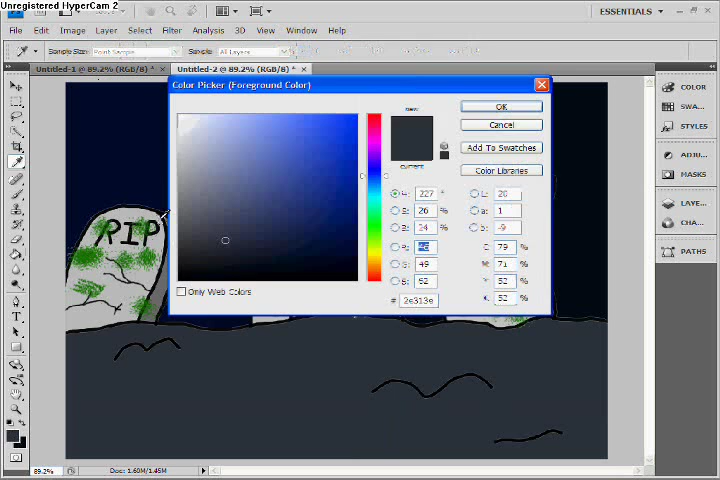 Unregistered HyperCam 2
ESSENTIALS
File Edit Image Layer Select Filter Analysis 3D View Window Help
Sample Size: Point Sample Sample: All Layers
Untitled-1 @ 89.2% (RGB/8) * × Untitled-2 @ 89.2% (RGB/8) * ×
Color Picker (Foreground Color)
new
current
OK
Cancel
Add To Swatches
Color Libraries
H: 227 °
S: 26 %
B: 24 %
R: 46
G: 49
B: 62
# 2e313e
L: 20
a: 1
b: -9
C: 79 %
M: 71 %
Y: 52 %
K: 52 %
Only Web Colors
COLOR
SWA...
STYLES
ADJU...
MASKS
LAYE...
CHA...
PATHS
RIP
89.2% Doc: 1.60M/1.45M